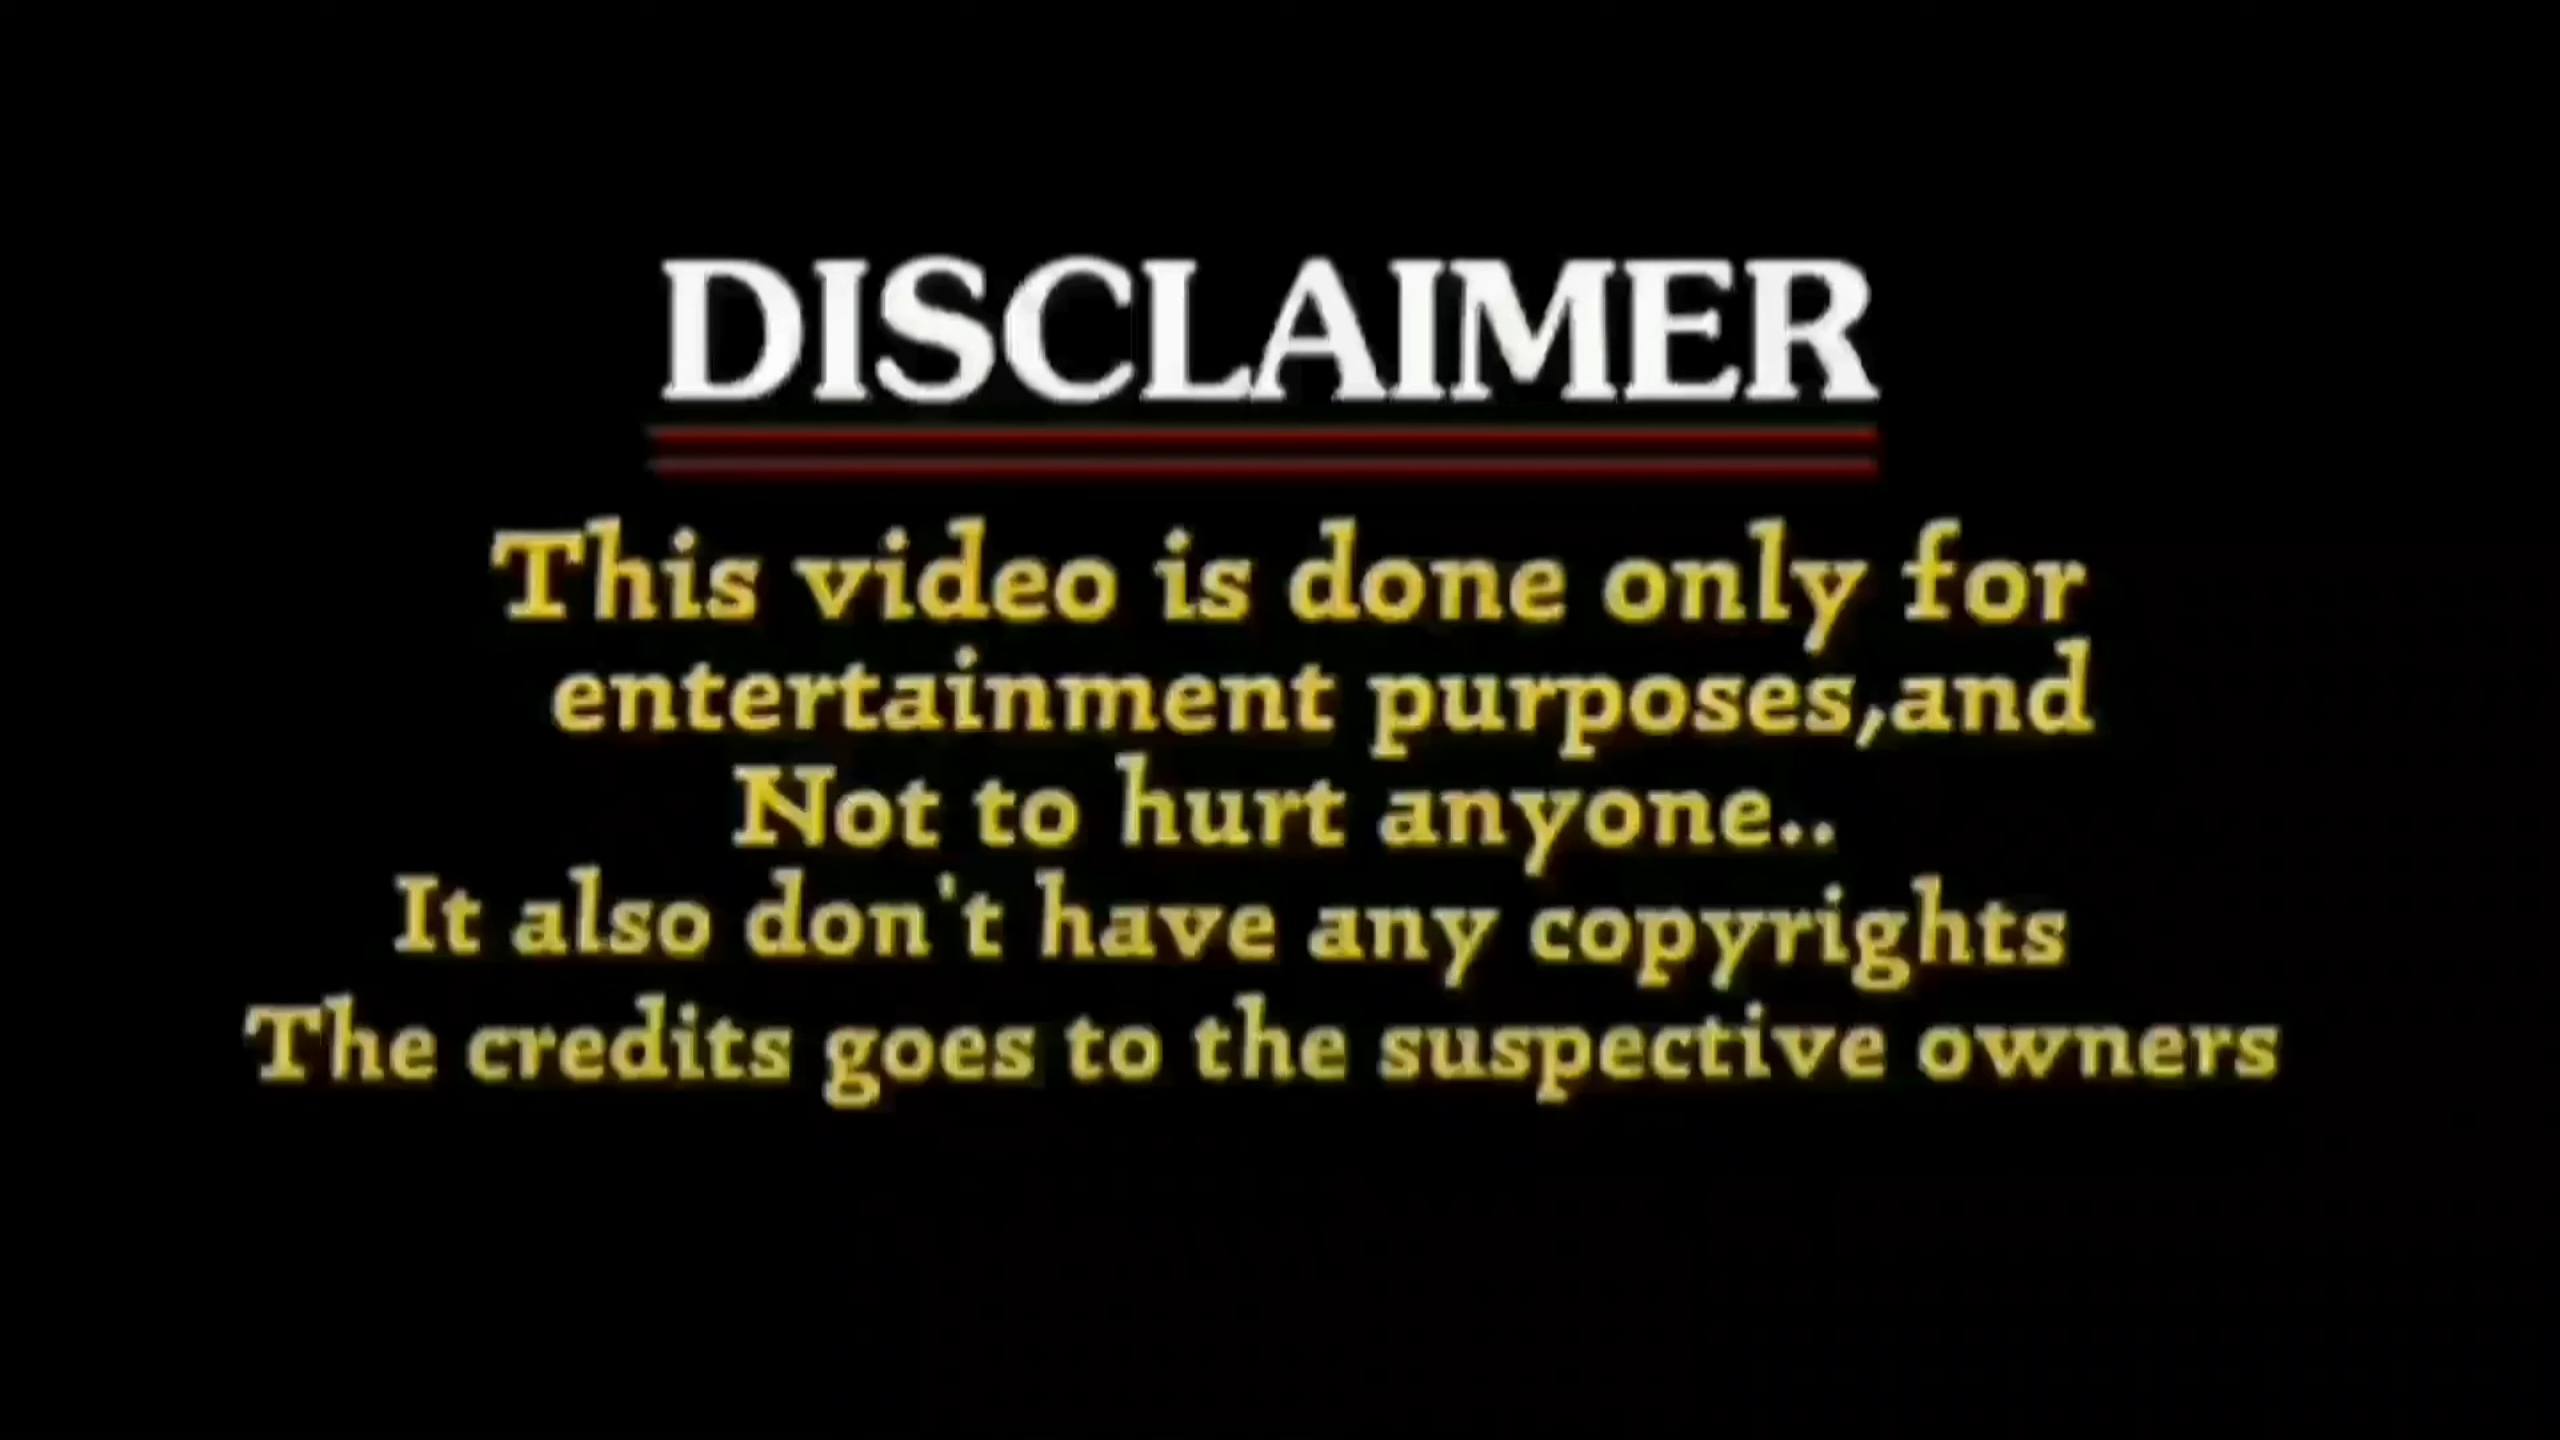 DISCLAIMER
This video is done only for
entertainment purposes,and
Not to hurt anyone..
It also don't have any copyrights
The credits goes to the suspective owners